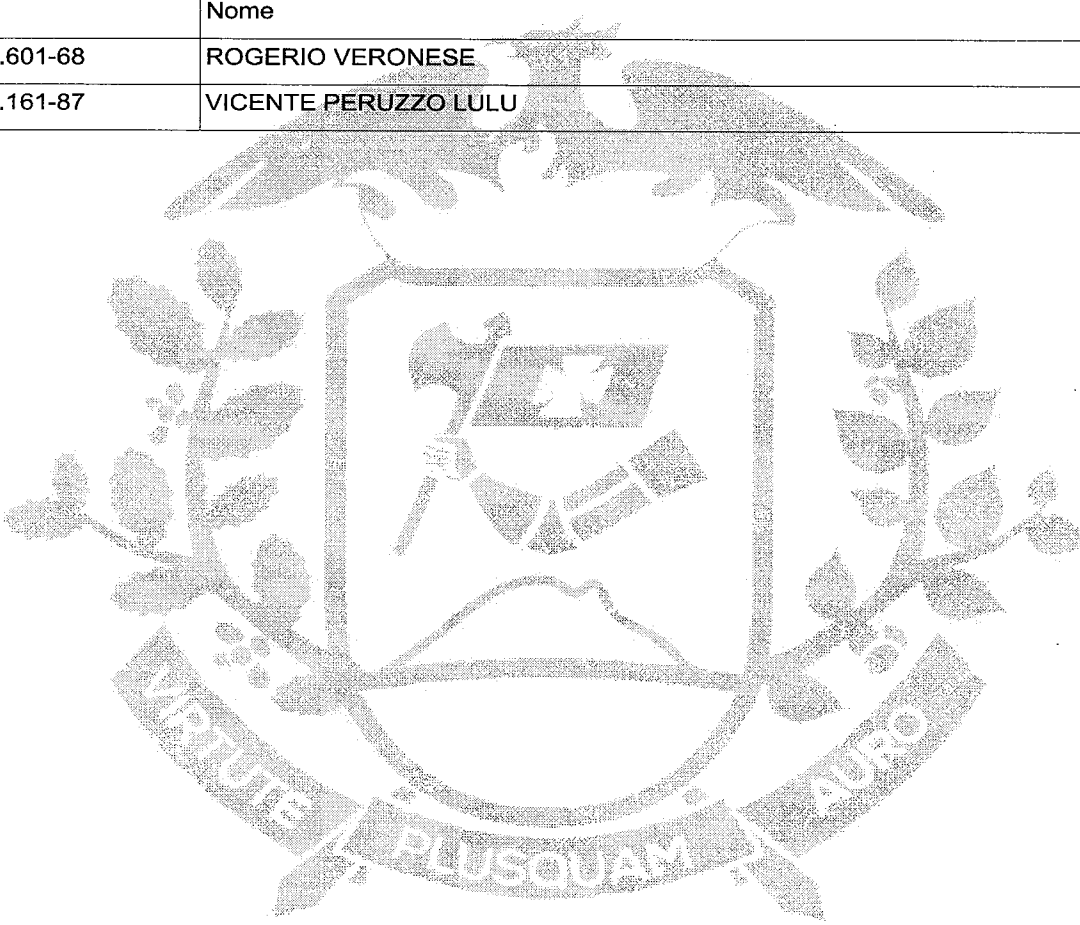 Nome
.601-68 ROGERIO VERONESE
.161-87 VICENTE PERUZZO LULU
VIRTUTE PLUSQUAM AURO